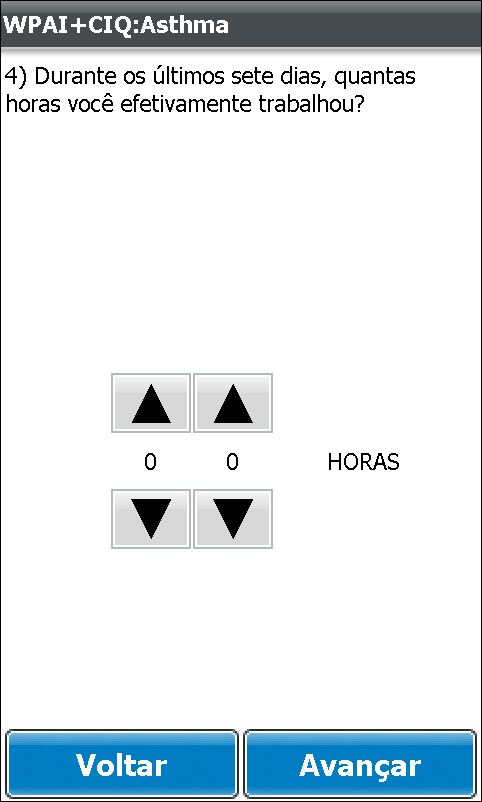 WPAI+CIQ:Asthma
4) Durante os últimos sete dias, quantas
horas você efetivamente trabalhou?
0 0 HORAS
Voltar Avançar